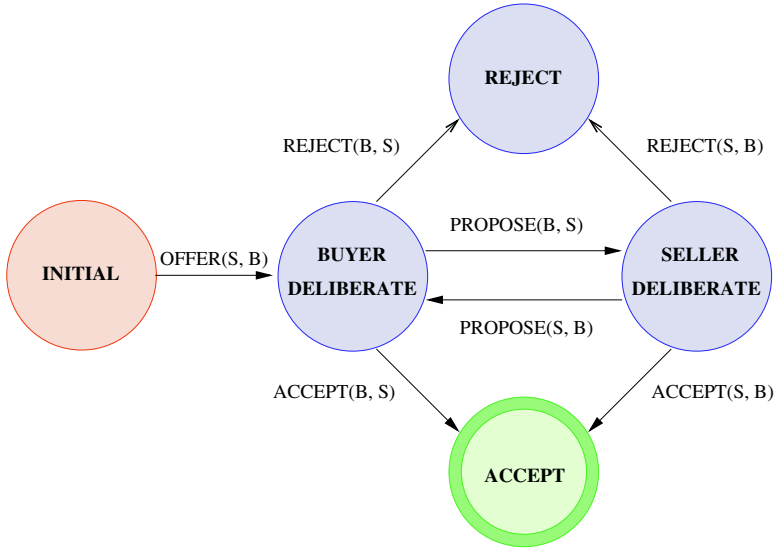 REJECT
REJECT(B, S)
REJECT(S, B)
PROPOSE(B, S)
INITIAL
OFFER(S, B)
BUYER
DELIBERATE
SELLER
DELIBERATE
PROPOSE(S, B)
ACCEPT(B, S)
ACCEPT(S, B)
ACCEPT